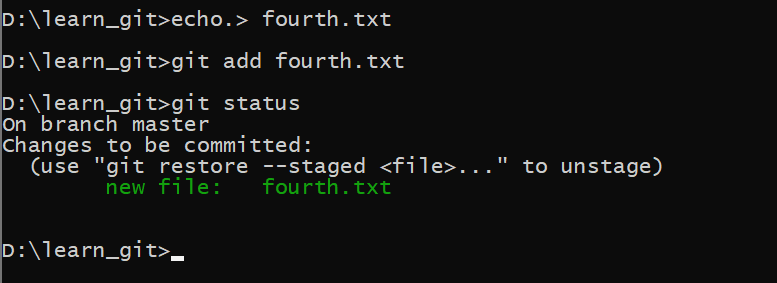 D:\learn_git>echo.> fourth.txt
D:\learn_git>git add fourth.txt
D:\learn_git>git status
On branch master
Changes to be committed:
  (use "git restore --staged <file>..." to unstage)
        new file:   fourth.txt
D:\learn_git>